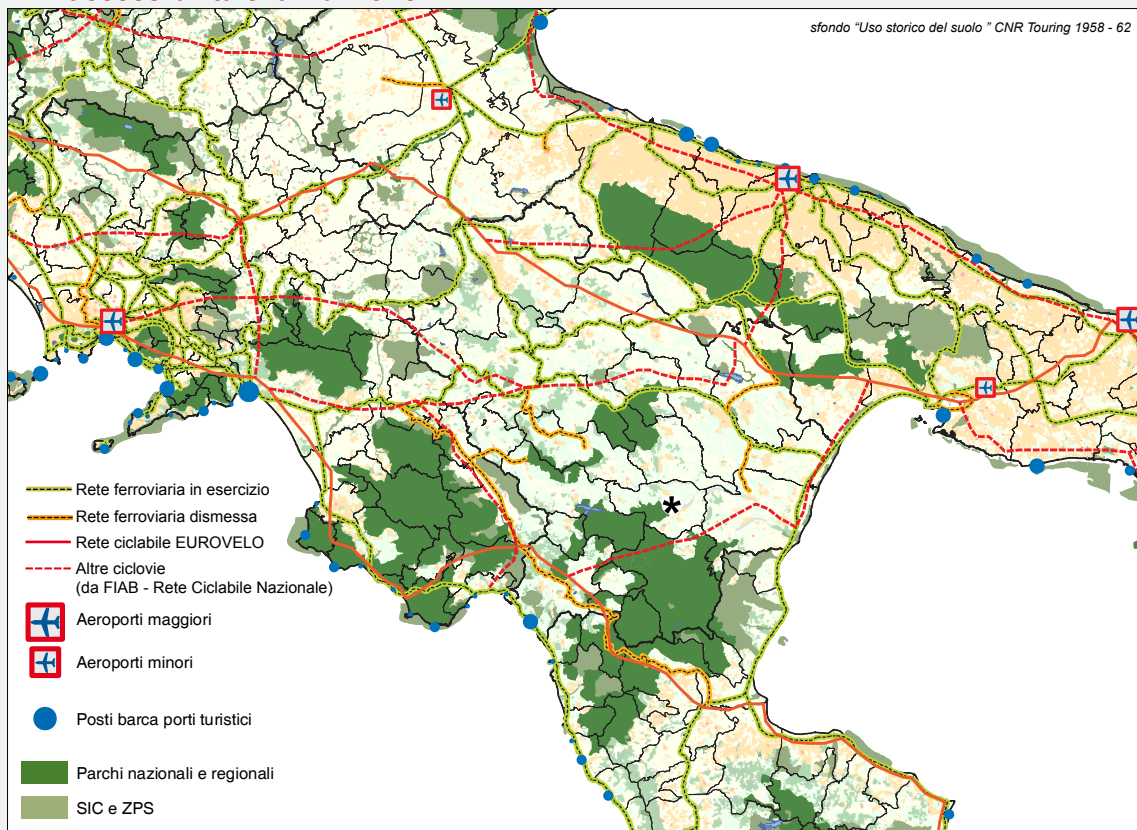 sfondo “Uso storico del suolo ” CNR Touring 1958 - 62
Rete ferroviaria in esercizio
Rete ferroviaria dismessa
Rete ciclabile EUROVELO
Altre ciclovie
(da FIAB - Rete Ciclabile Nazionale)
Aeroporti maggiori
Aeroporti minori
Posti barca porti turistici
Parchi nazionali e regionali
SIC e ZPS
*